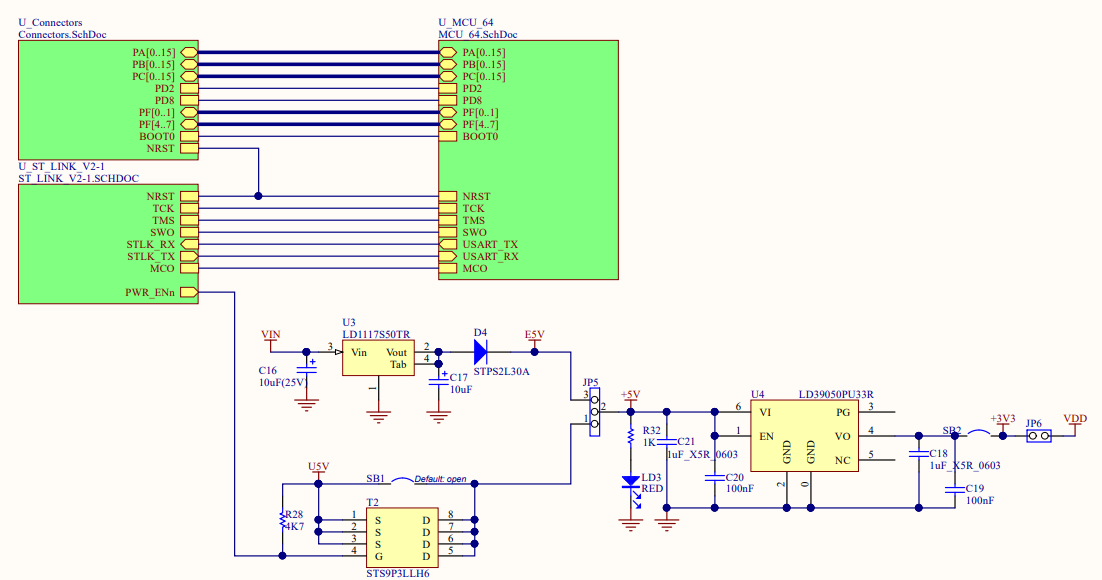 U_Connectors
Connectors.SchDoc
PA[0..15]
PB[0..15]
PC[0..15]
PD2
PD8
PF[0..1]
PF[4..7]
BOOT0
NRST
U_MCU_64
MCU_64.SchDoc
PA[0..15]
PB[0..15]
PC[0..15]
PD2
PD8
PF[0..1]
PF[4..7]
BOOT0
NRST
TCK
TMS
SWO
USART_TX
USART_RX
MCO
U_ST_LINK_V2-1
ST_LINK_V2-1.SCHDOC
NRST
TCK
TMS
SWO
STLK_RX
STLK_TX
MCO
PWR_ENn
VIN
C16
10uF(25V)
U3
LD1117S50TR
3 Vin Vout 2
Tab 4
1
C17
10uF
D4
STPS2L30A
E5V
JP5
3
2
1
+5V
R32
1K
LD3
RED
C21
1uF_X5R_0603
C20
100nF
U4 LD39050PU33R
6 VI PG 3
1 EN VO 4
GND GND NC 5
2 0
C18
1uF_X5R_0603
C19
100nF
SB2
+3V3
JP6
VDD
U5V
SB1 Default: open
R28
4K7
T2
1 S D 8
2 S D 7
3 S D 6
4 G D 5
STS9P3LLH6